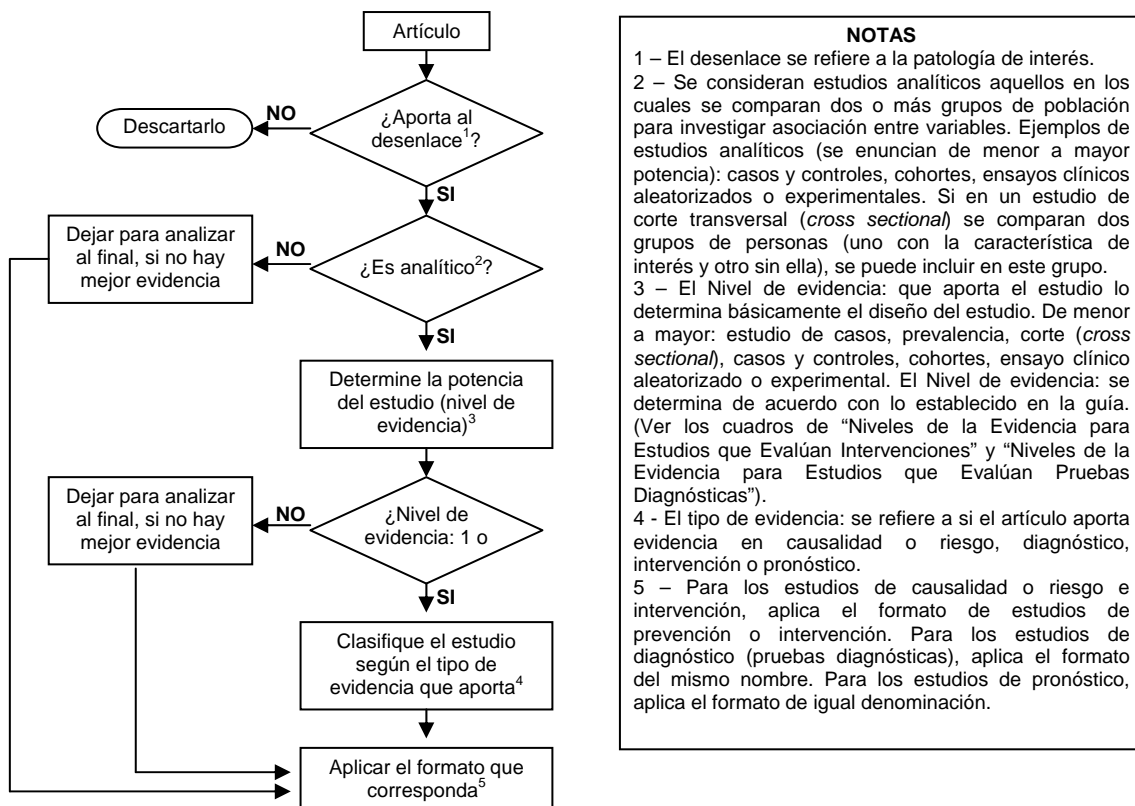 Artículo
¿Aporta al
desenlace1?
NO
Descartarlo
SI
¿Es analítico2?
NO
Dejar para analizar
al final, si no hay
mejor evidencia
SI
Determine la potencia
del estudio (nivel de
evidencia)3
¿Nivel de
evidencia: 1 o
NO
Dejar para analizar
al final, si no hay
mejor evidencia
SI
Clasifique el estudio
según el tipo de
evidencia que aporta4
Aplicar el formato que
corresponda5
NOTAS
1 – El desenlace se refiere a la patología de interés.
2 – Se consideran estudios analíticos aquellos en los
cuales se comparan dos o más grupos de población
para investigar asociación entre variables. Ejemplos de
estudios analíticos (se enuncian de menor a mayor
potencia): casos y controles, cohortes, ensayos clínicos
aleatorizados o experimentales. Si en un estudio de
corte transversal (cross sectional) se comparan dos
grupos de personas (uno con la característica de
interés y otro sin ella), se puede incluir en este grupo.
3 – El Nivel de evidencia: que aporta el estudio lo
determina básicamente el diseño del estudio. De menor
a mayor: estudio de casos, prevalencia, corte (cross
sectional), casos y controles, cohortes, ensayo clínico
aleatorizado o experimental. El Nivel de evidencia: se
determina de acuerdo con lo establecido en la guía.
(Ver los cuadros de “Niveles de la Evidencia para
Estudios que Evalúan Intervenciones” y “Niveles de la
Evidencia para Estudios que Evalúan Pruebas
Diagnósticas”).
4 - El tipo de evidencia: se refiere a si el artículo aporta
evidencia en causalidad o riesgo, diagnóstico,
intervención o pronóstico.
5 – Para los estudios de causalidad o riesgo e
intervención, aplica el formato de estudios de
prevención o intervención. Para los estudios de
diagnóstico (pruebas diagnósticas), aplica el formato
del mismo nombre. Para los estudios de pronóstico,
aplica el formato de igual denominación.